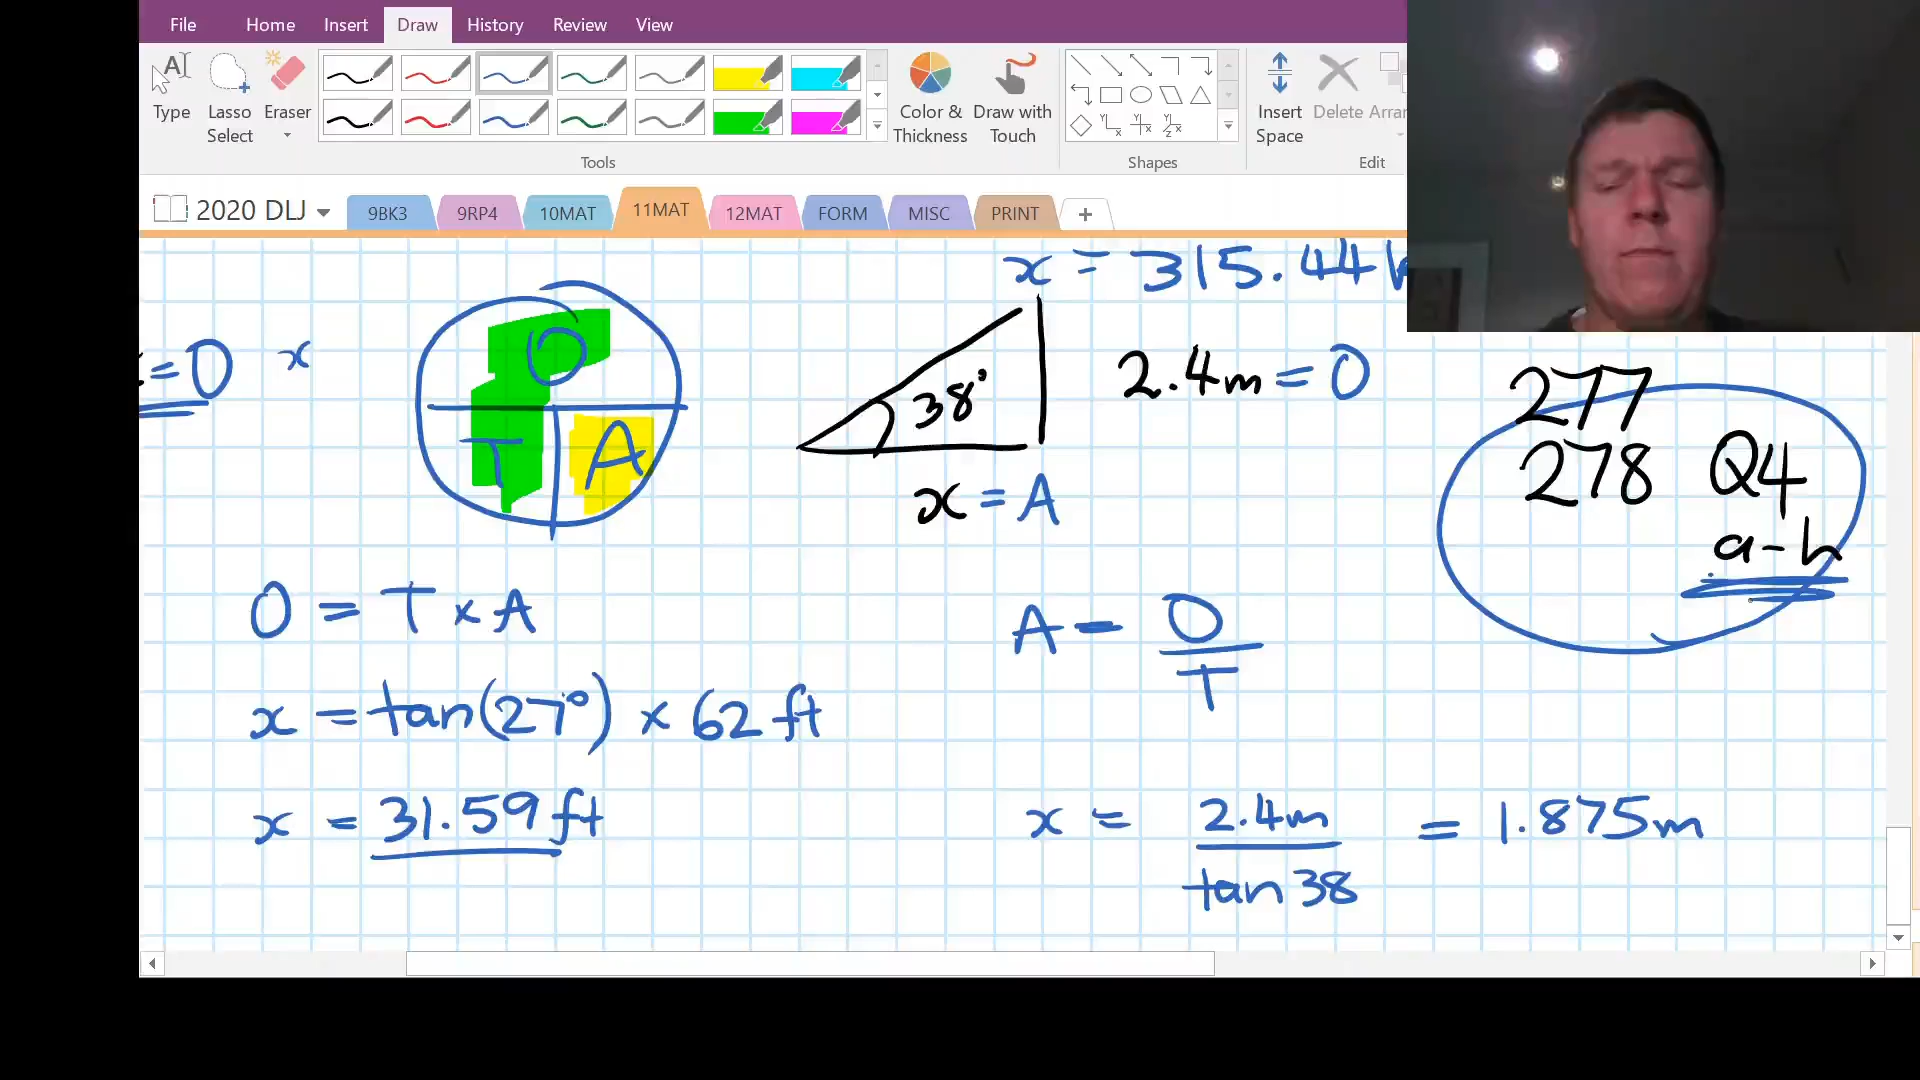 File Home Insert Draw History Review View
Type
Lasso Select
Eraser
Color & Thickness
Draw with Touch
Insert Space
Delete
Arran
Tools
Shapes
Edit
2020 DLJ
9BK3 9RP4 10MAT 11MAT 12MAT FORM MISC PRINT +
x = 315.44
= O x
O
T A
38°
2.4m = O
x = A
277
278 Q4
a-h
O = T × A
x = tan(27°) × 62 ft
x = 31.59 ft
A = O
T
x = 2.4m = 1.875m
tan 38